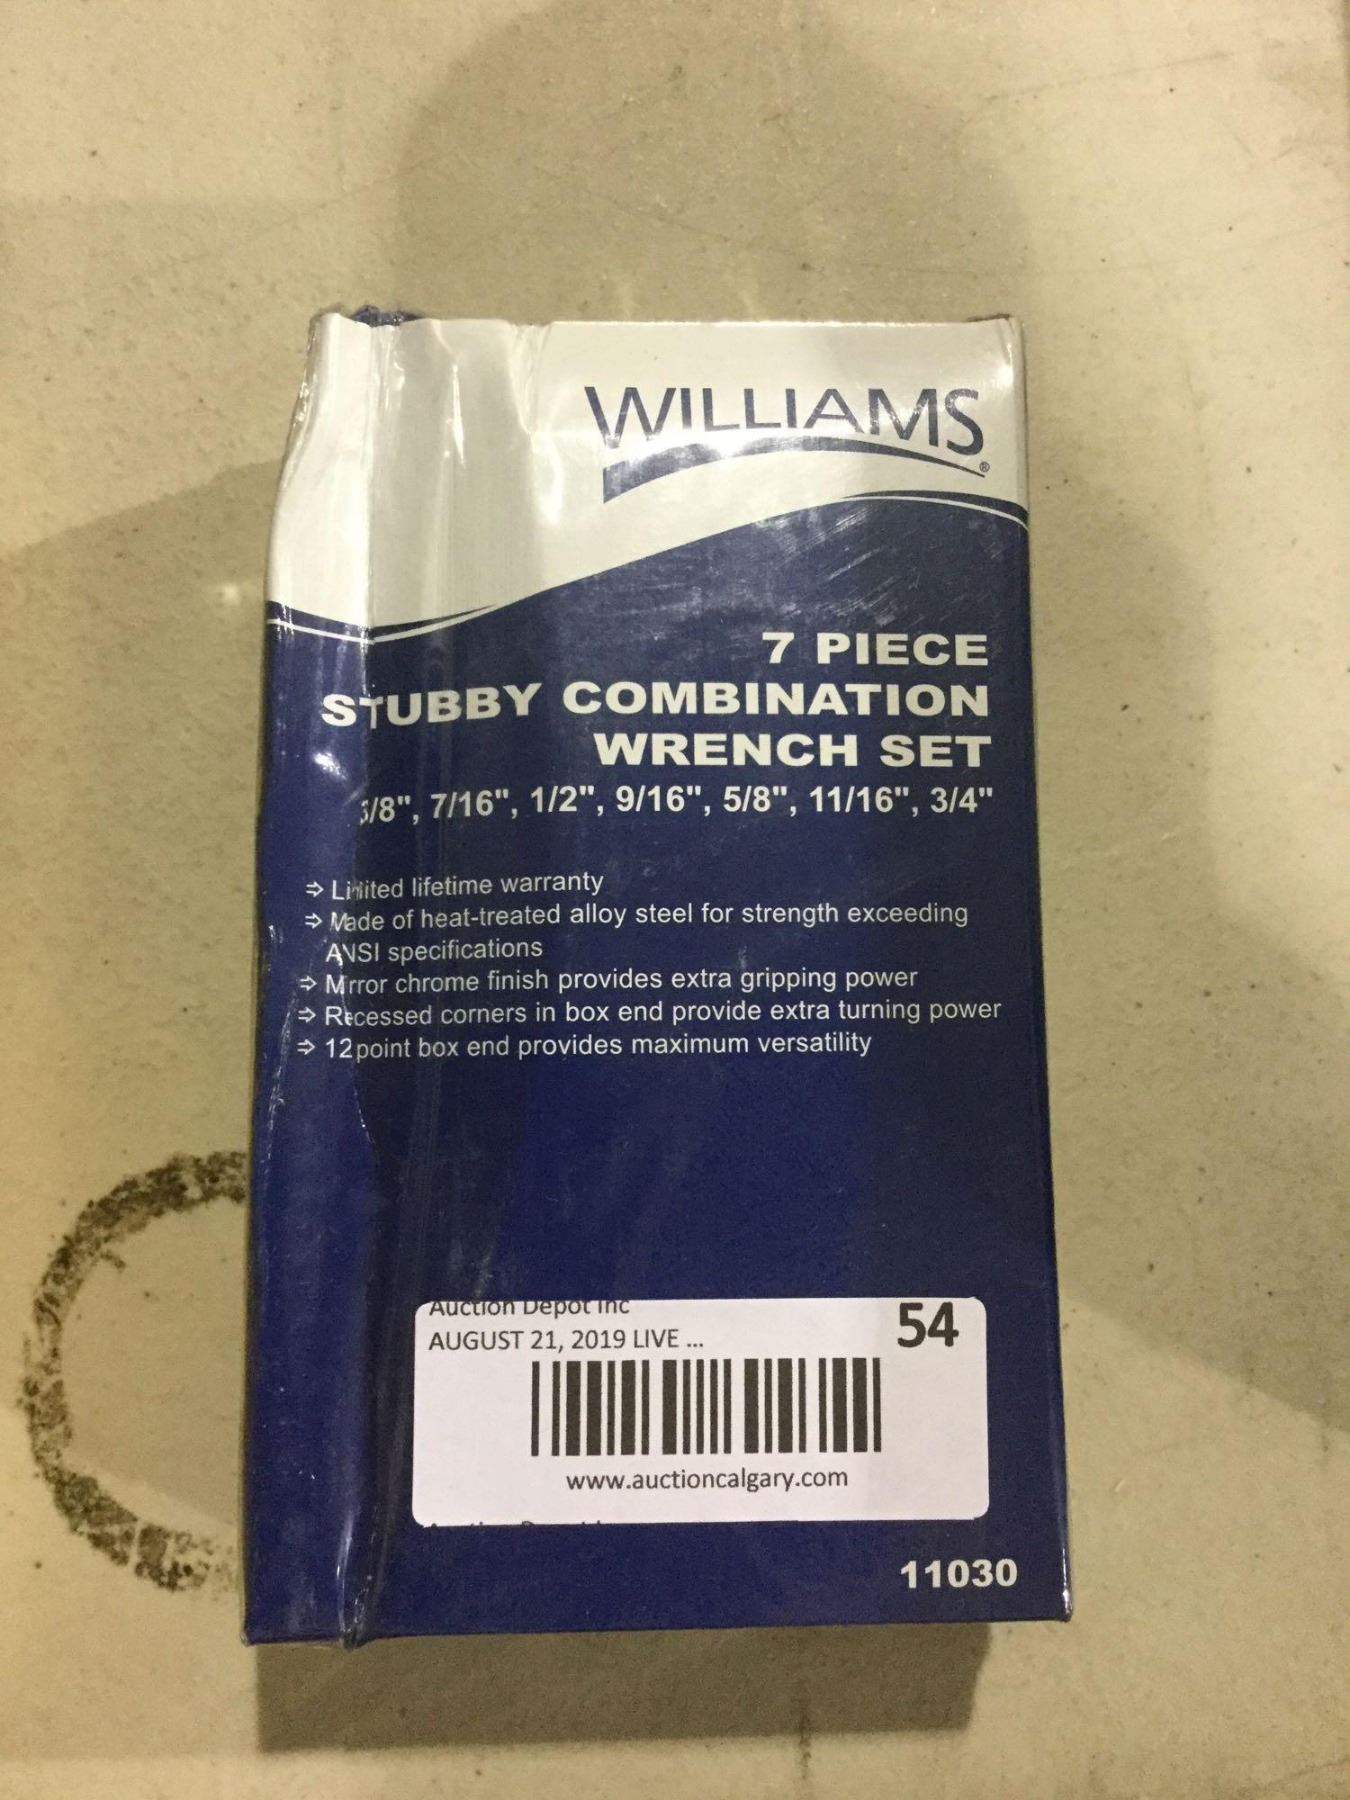 WILLIAMS
®
7 PIECE
STUBBY COMBINATION
WRENCH SET
3/8", 7/16", 1/2", 9/16", 5/8", 11/16", 3/4"
⇒ Limited lifetime warranty
⇒ Made of heat-treated alloy steel for strength exceeding
ANSI specifications
⇒ Mirror chrome finish provides extra gripping power
⇒ Recessed corners in box end provide extra turning power
⇒ 12 point box end provides maximum versatility
Auction Depot Inc
54
AUGUST 21, 2019 LIVE ...
www.auctioncalgary.com
11030